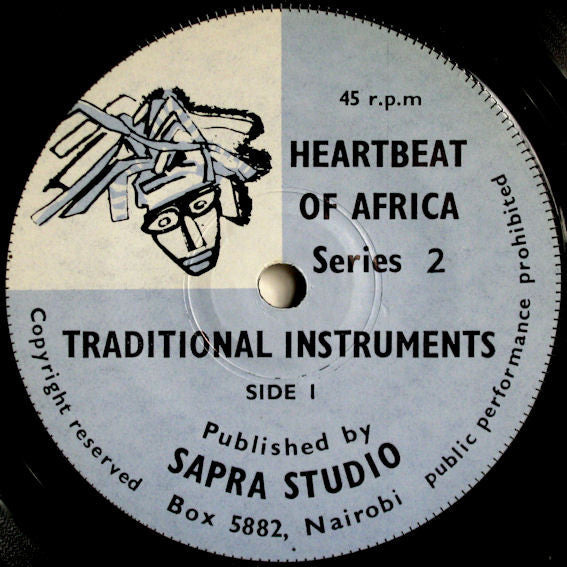 45 r.p.m
HEARTBEAT
OF AFRICA
Series 2
TRADITIONAL INSTRUMENTS
SIDE I
Published by
SAPRA STUDIO
Box 5882, Nairobi
Copyright reserved
public performance prohibited